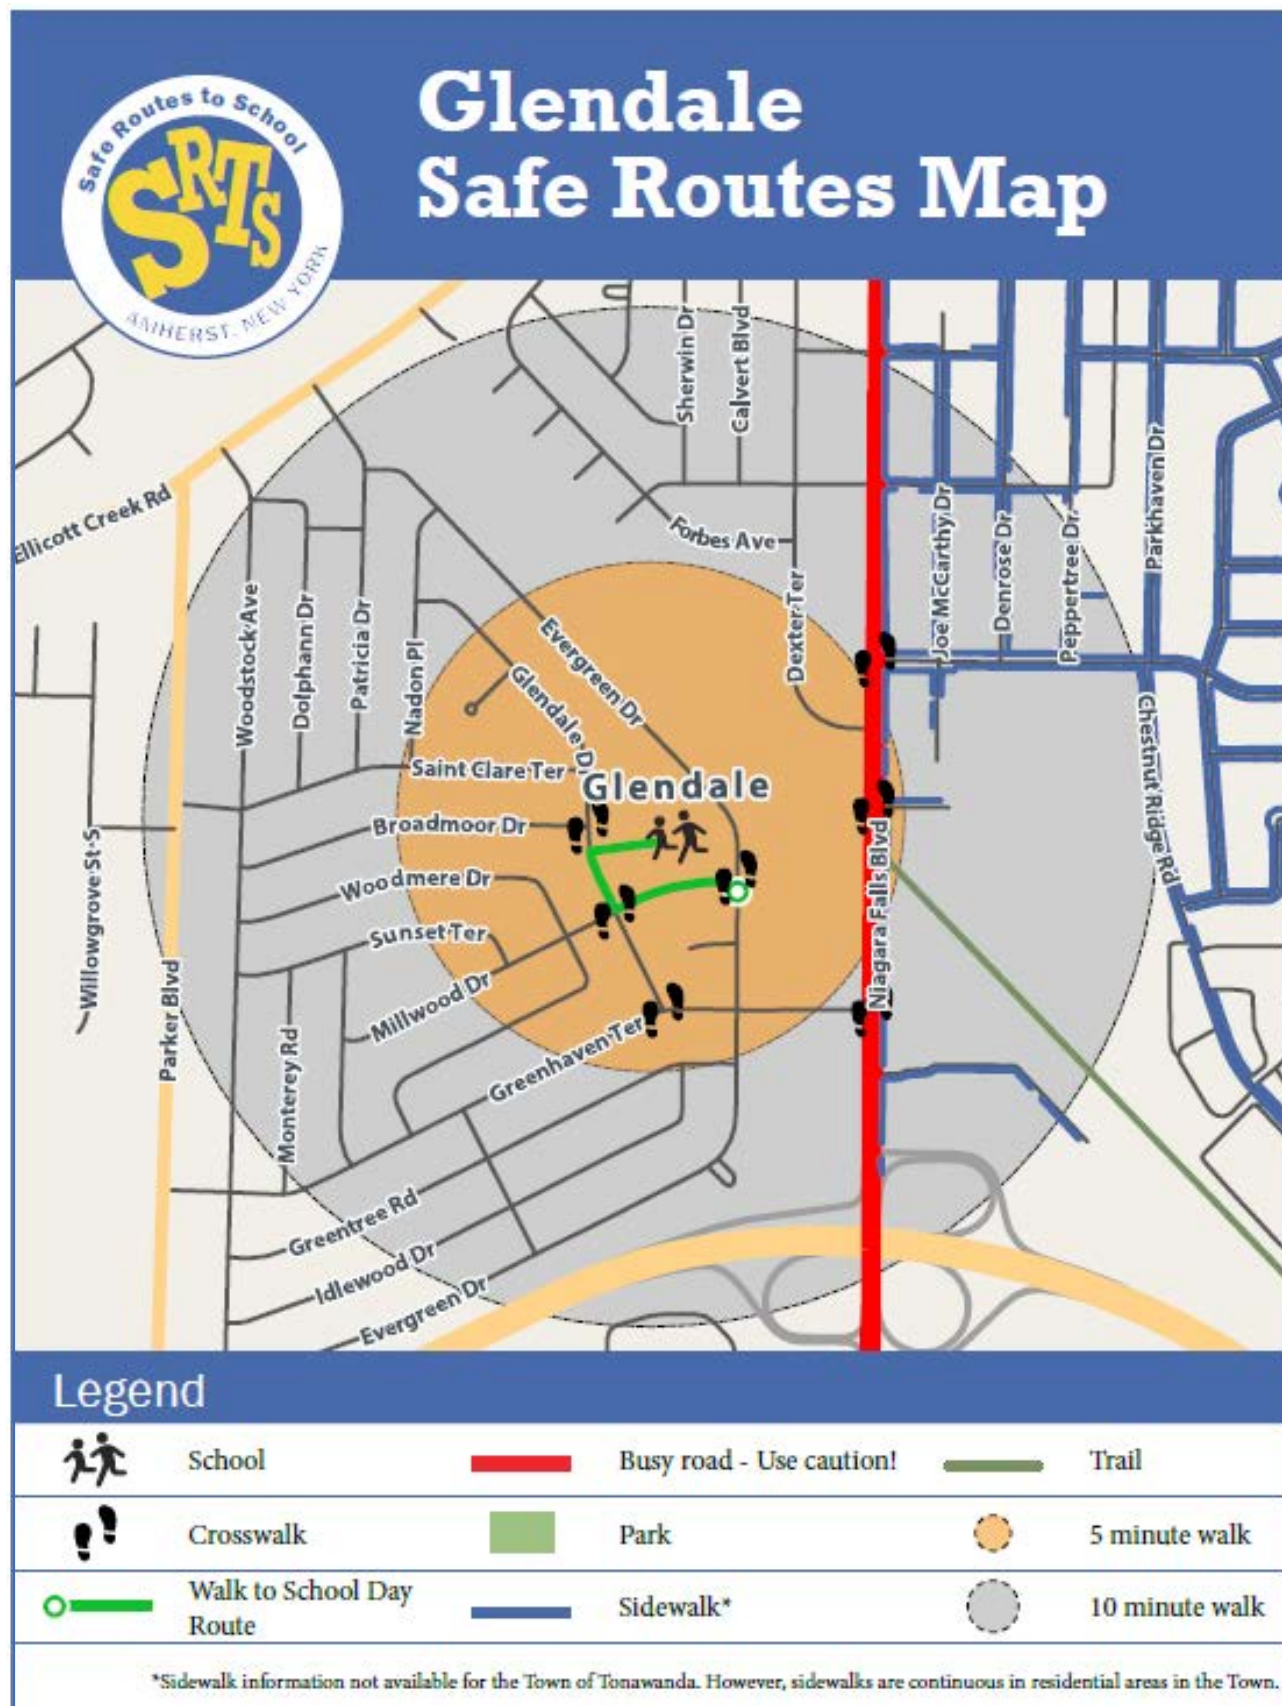 Safe Routes to School
SRTS
AMHERST, NEW YORK
Glendale
Safe Routes Map
Sherwin Dr
Calvert Blvd
Ellicott Creek Rd
Forbes Ave
Joe McCarthy Dr
Denrose Dr
Peppertree Dr
Parkhaven Dr
Woodstock Ave
Dolphann Dr
Patricia Dr
Nadon Pl
Evergreen Dr
Glendale Dr
Dexter Ter
Saint Clare Ter
Glendale
Broadmoor Dr
Woodmere Dr
Sunset Ter
Millwood Dr
Greenhaven Ter
Niagara Falls Blvd
Chestnut Ridge Rd
Willowgrove St S
Parker Blvd
Monterey Rd
Greentree Rd
Idlewood Dr
Evergreen Dr
Legend
School
Busy road - Use caution!
Trail
Crosswalk
Park
5 minute walk
Walk to School Day
Route
Sidewalk*
10 minute walk
*Sidewalk information not available for the Town of Tonawanda. However, sidewalks are continuous in residential areas in the Town.